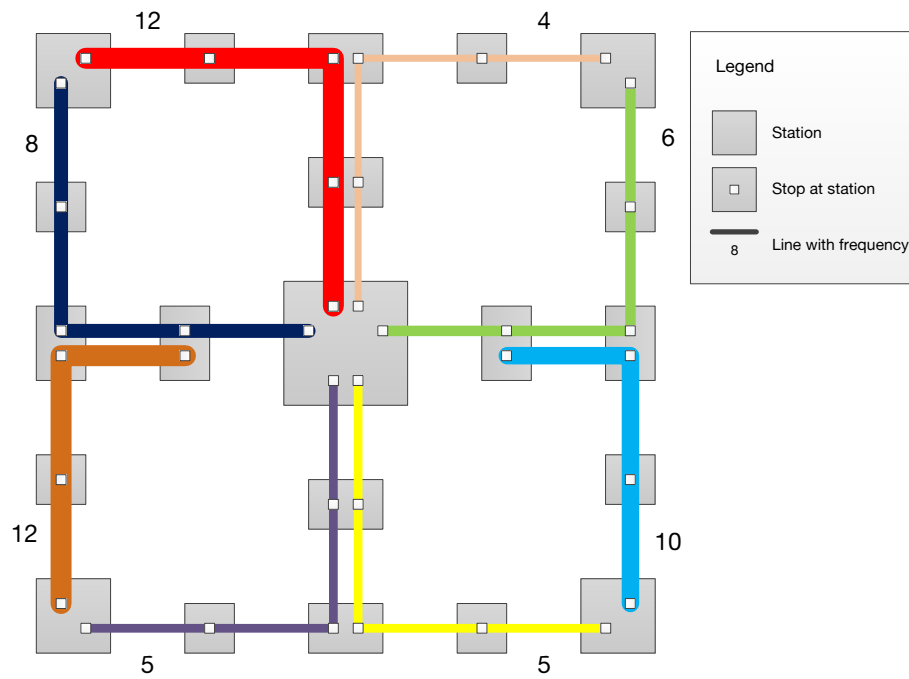 12
4
Legend
8
6
Station
Stop at station
Line with frequency
8
12
10
5
5